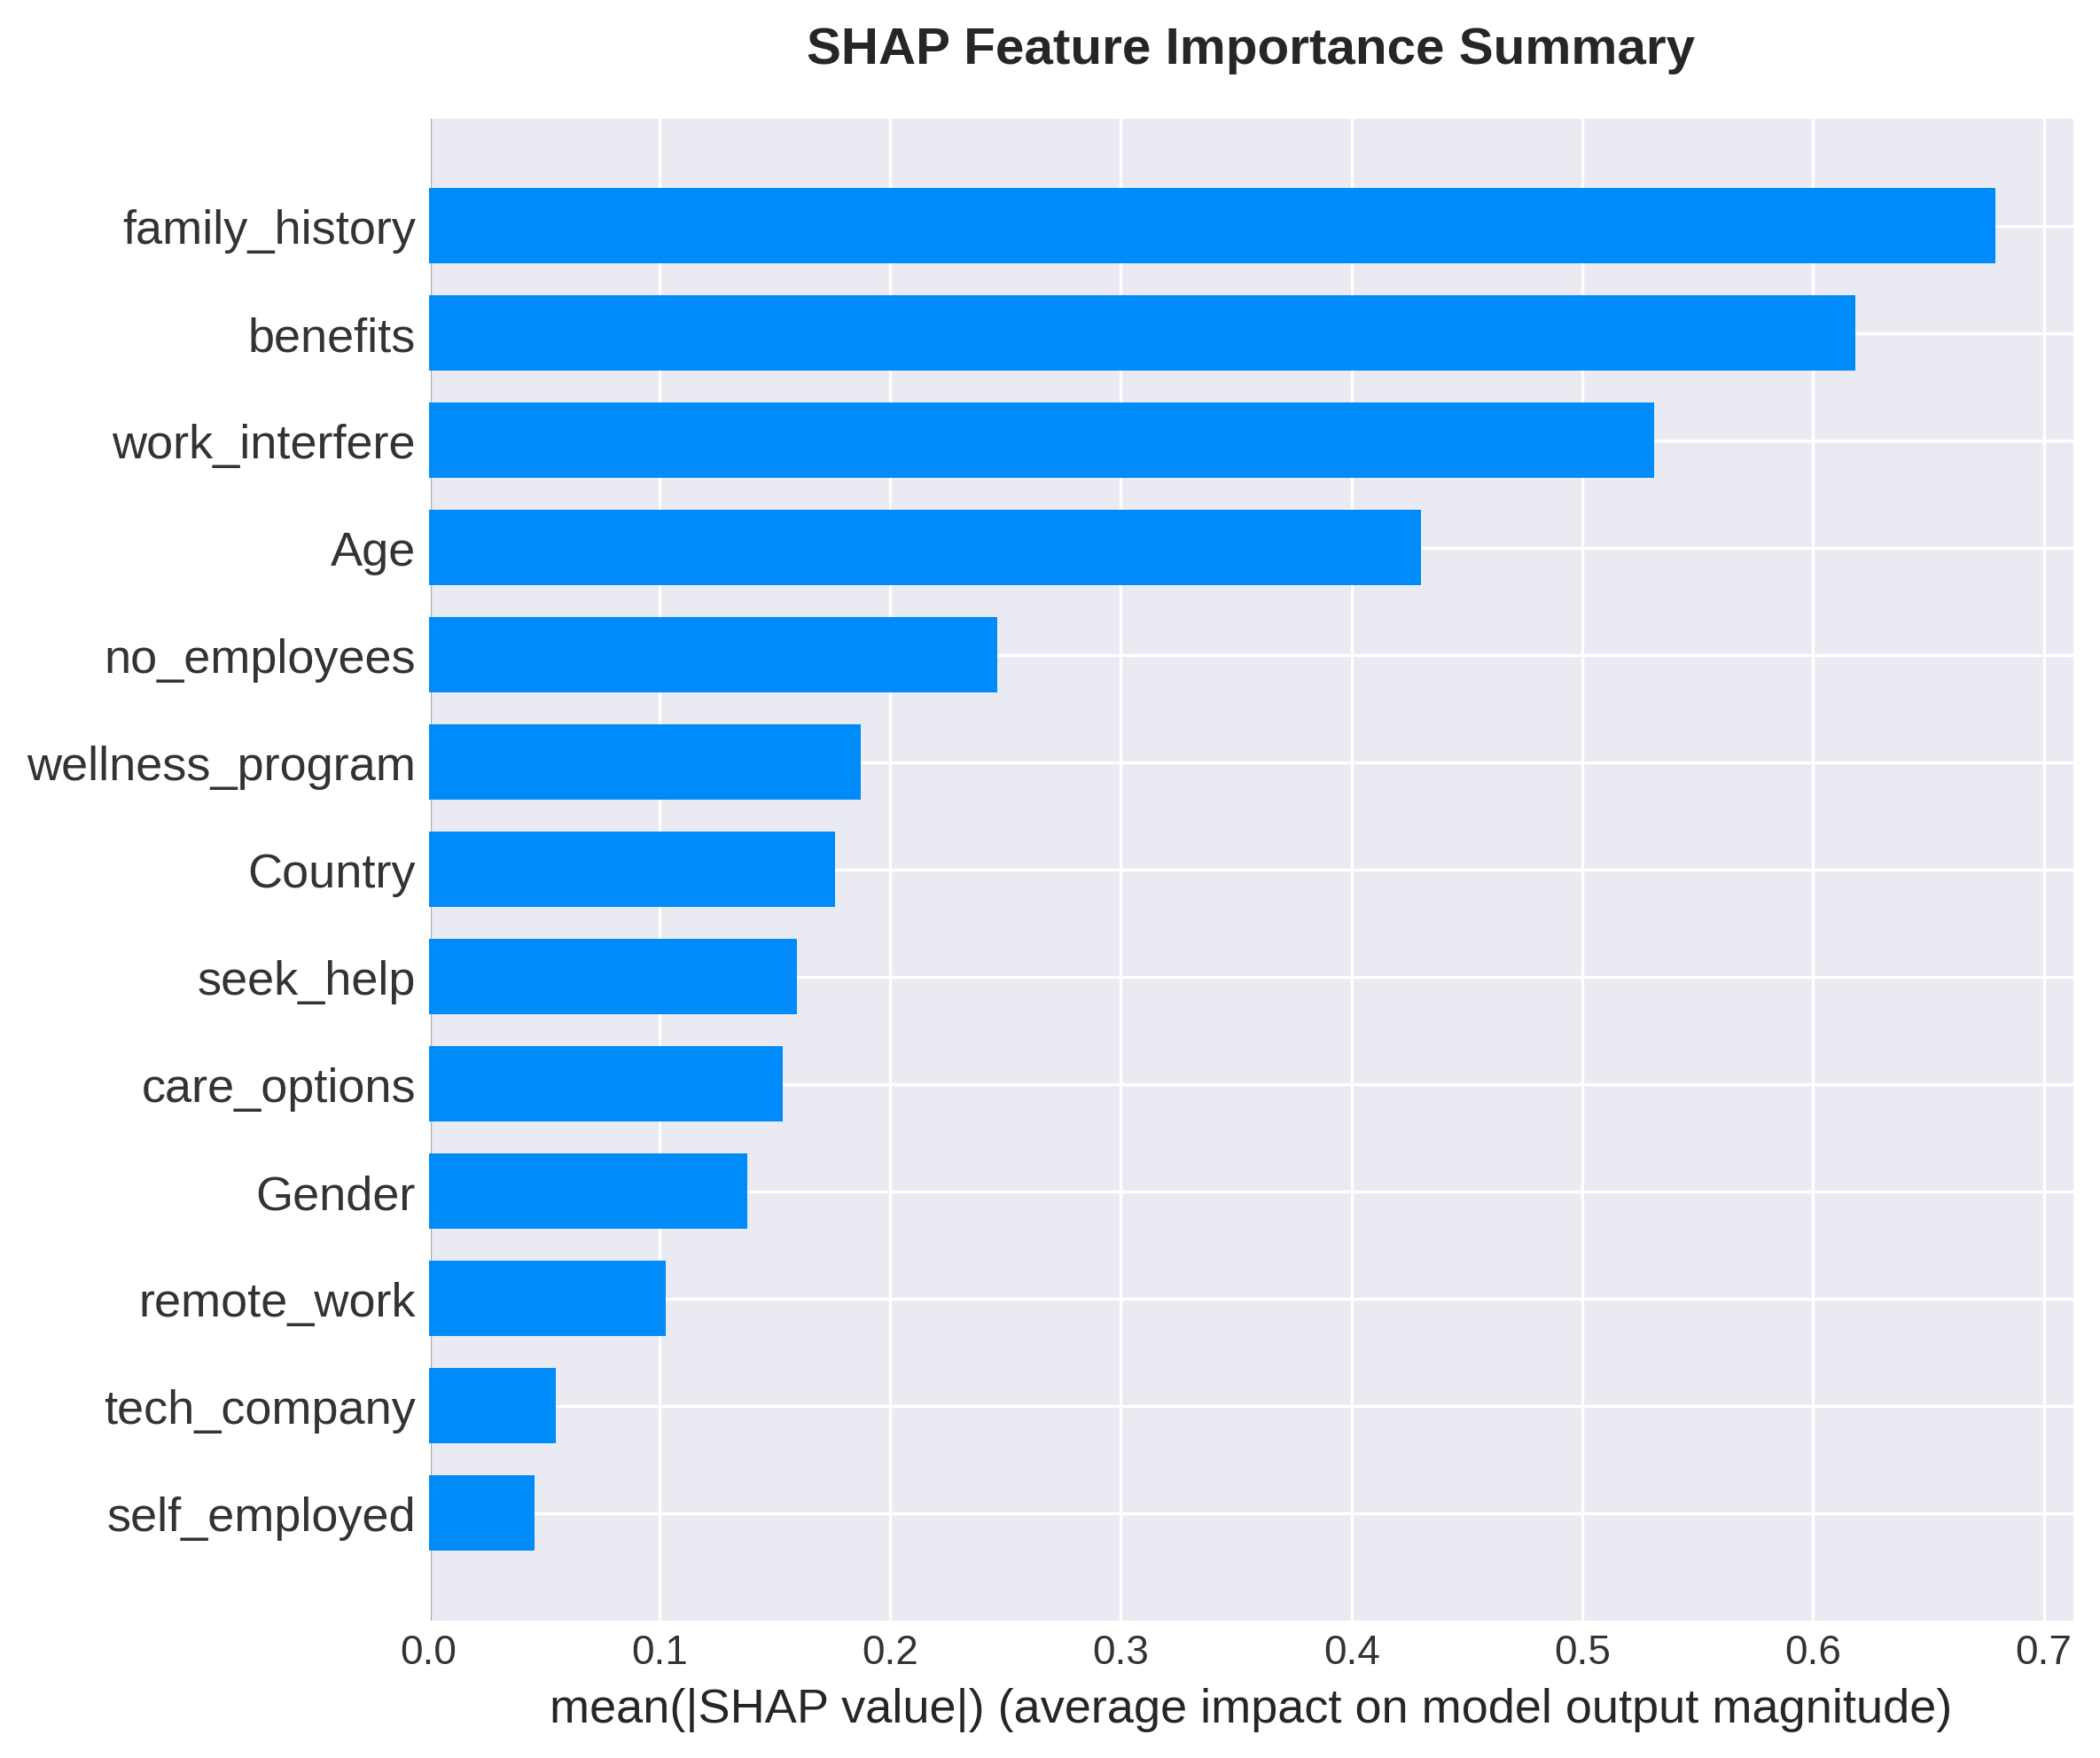 SHAP Feature Importance Summary
family_history
benefits
work_interfere
Age
no_employees
wellness_program
Country
seek_help
care_options
Gender
remote_work
tech_company
self_employed
0.0 0.1 0.2 0.3 0.4 0.5 0.6 0.7
mean(|SHAP value|) (average impact on model output magnitude)